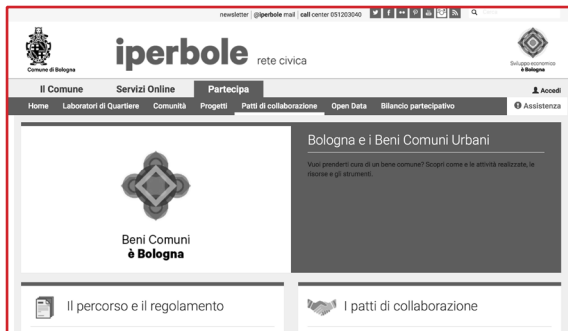 newsletter | @iperbole mail | call center 051203040
Comune di Bologna
iperbole rete civica
Sviluppo economico
è Bologna
Il Comune Servizi Online Partecipa Accedi
Home Laboratori di Quartiere Comunità Progetti Patti di collaborazione Open Data Bilancio partecipativo Assistenza
Bologna e i Beni Comuni Urbani
Vuoi prenderti cura di un bene comune? Scopri come e le attività realizzate, le
risorse e gli strumenti.
Beni Comuni
è Bologna
Il percorso e il regolamento
I patti di collaborazione